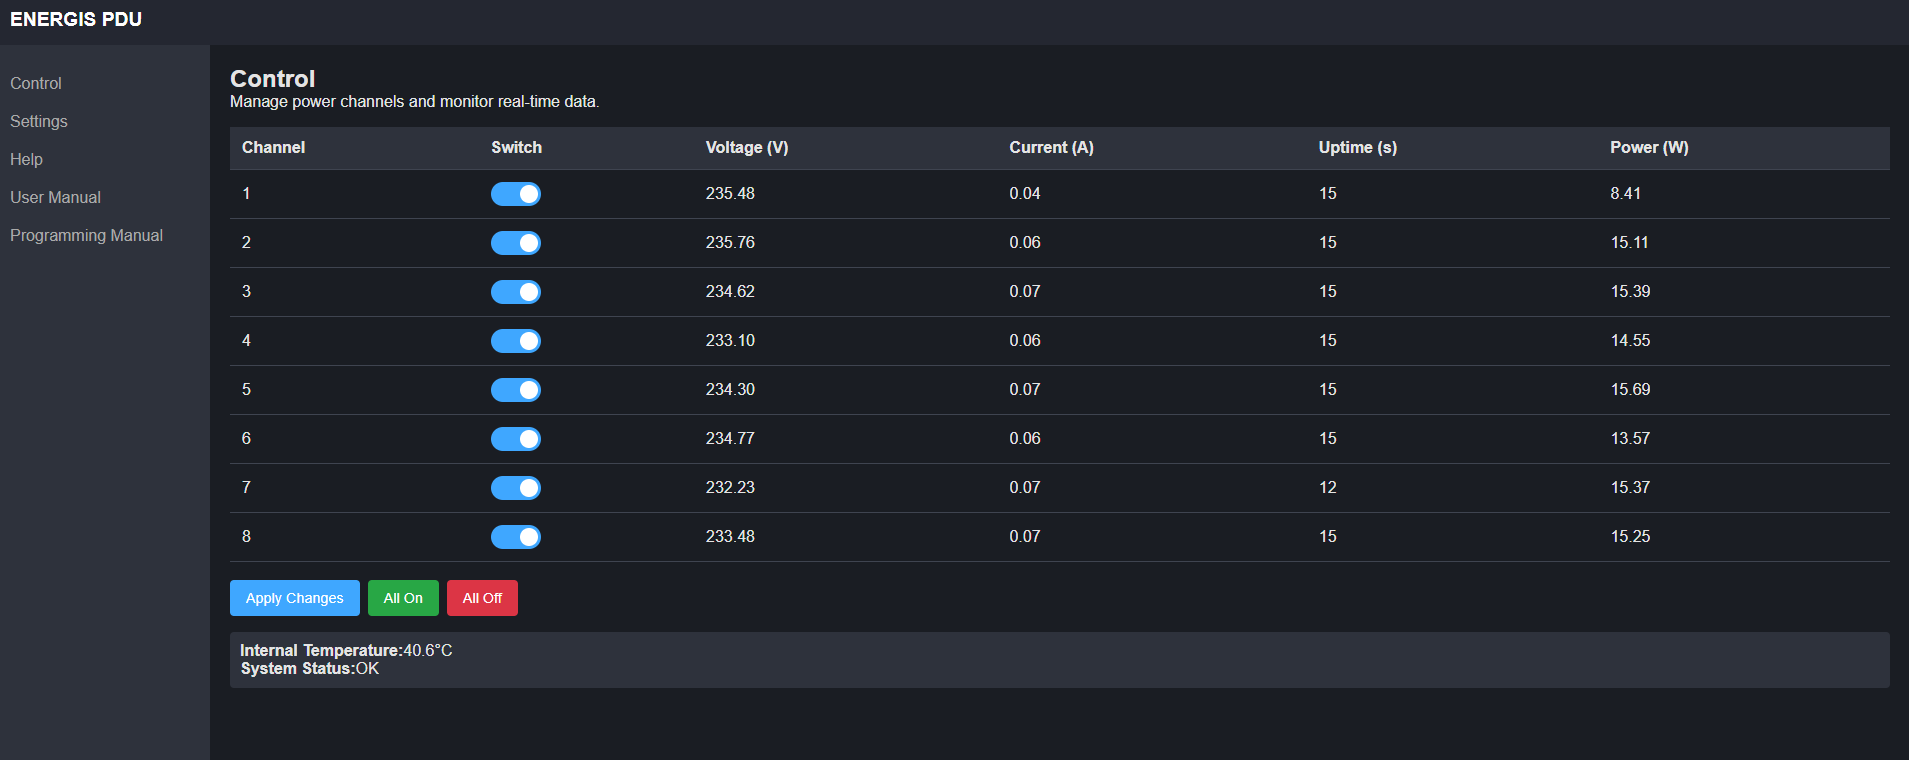 ENERGIS PDU
Control
Settings
Help
User Manual
Programming Manual
Control
Manage power channels and monitor real-time data.
Channel Switch Voltage (V) Current (A) Uptime (s) Power (W)
1 235.48 0.04 15 8.41
2 235.76 0.06 15 15.11
3 234.62 0.07 15 15.39
4 233.10 0.06 15 14.55
5 234.30 0.07 15 15.69
6 234.77 0.06 15 13.57
7 232.23 0.07 12 15.37
8 233.48 0.07 15 15.25
Apply Changes All On All Off
Internal Temperature:40.6°C
System Status:OK